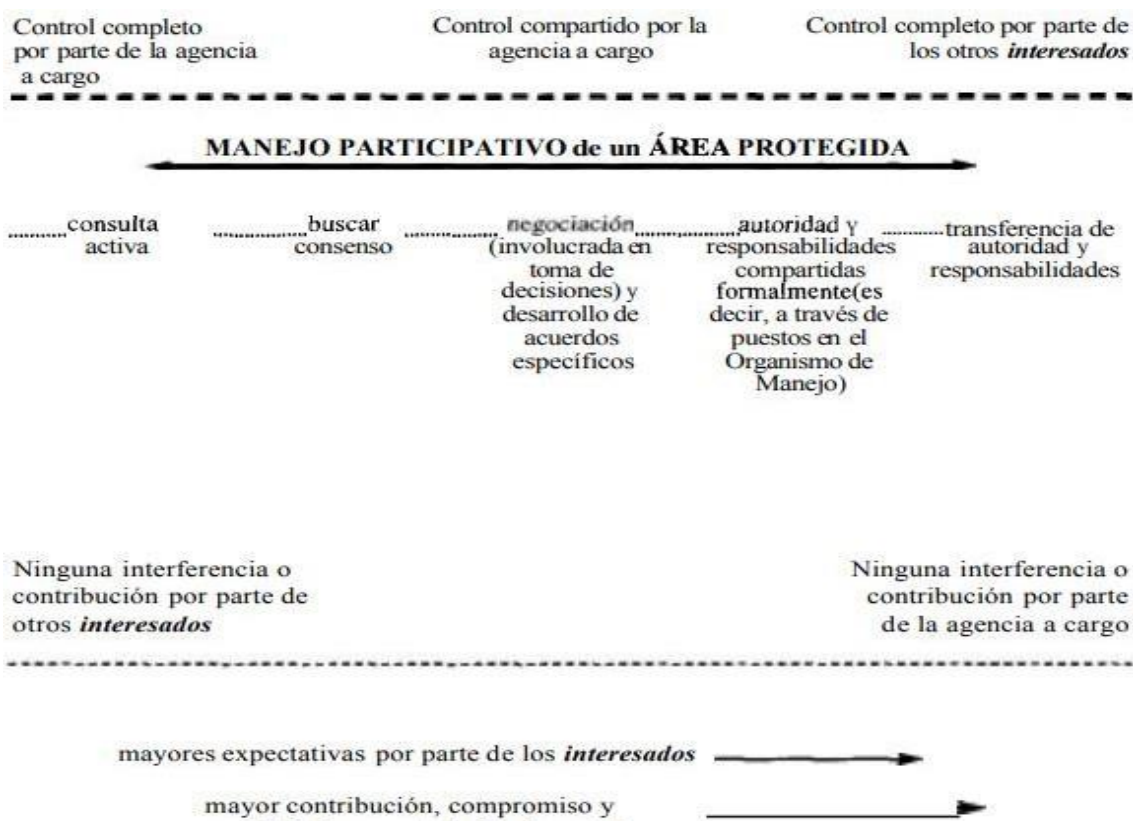 Control completo
por parte de la agencia
a cargo
Control compartido por la
agencia a cargo
Control completo por parte de
los otros interesados
MANEJO PARTICIPATIVO de un ÁREA PROTEGIDA
consulta
activa
buscar
consenso
negociación
(involucrada en
toma de
decisiones) y
desarrollo de
acuerdos
específicos
autoridad y
responsabilidades
compartidas
formalmente(es
decir, a través de
puestos en el
Organismo de
Manejo)
transferencia de
autoridad y
responsabilidades
Ninguna interferencia o
contribución por parte de
otros interesados
Ninguna interferencia o
contribución por parte
de la agencia a cargo
mayores expectativas por parte de los interesados
mayor contribución, compromiso y